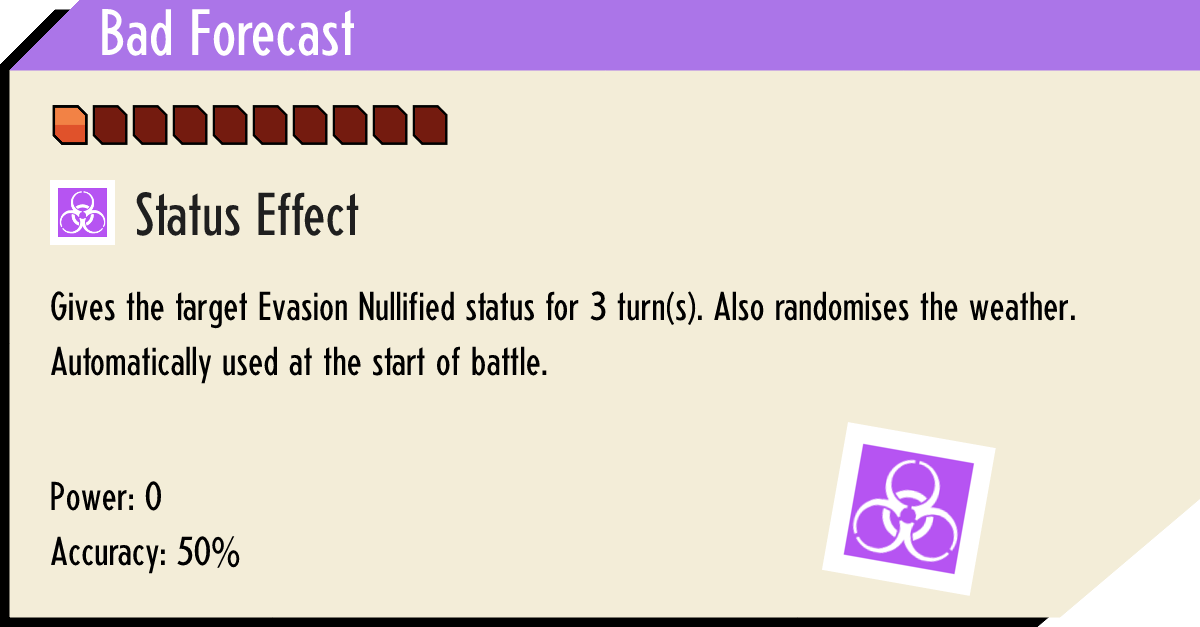 Bad Forecast
Status Effect
Gives the target Evasion Nullified status for 3 turn(s). Also randomises the weather.
Automatically used at the start of battle.
Power: 0
Accuracy: 50%